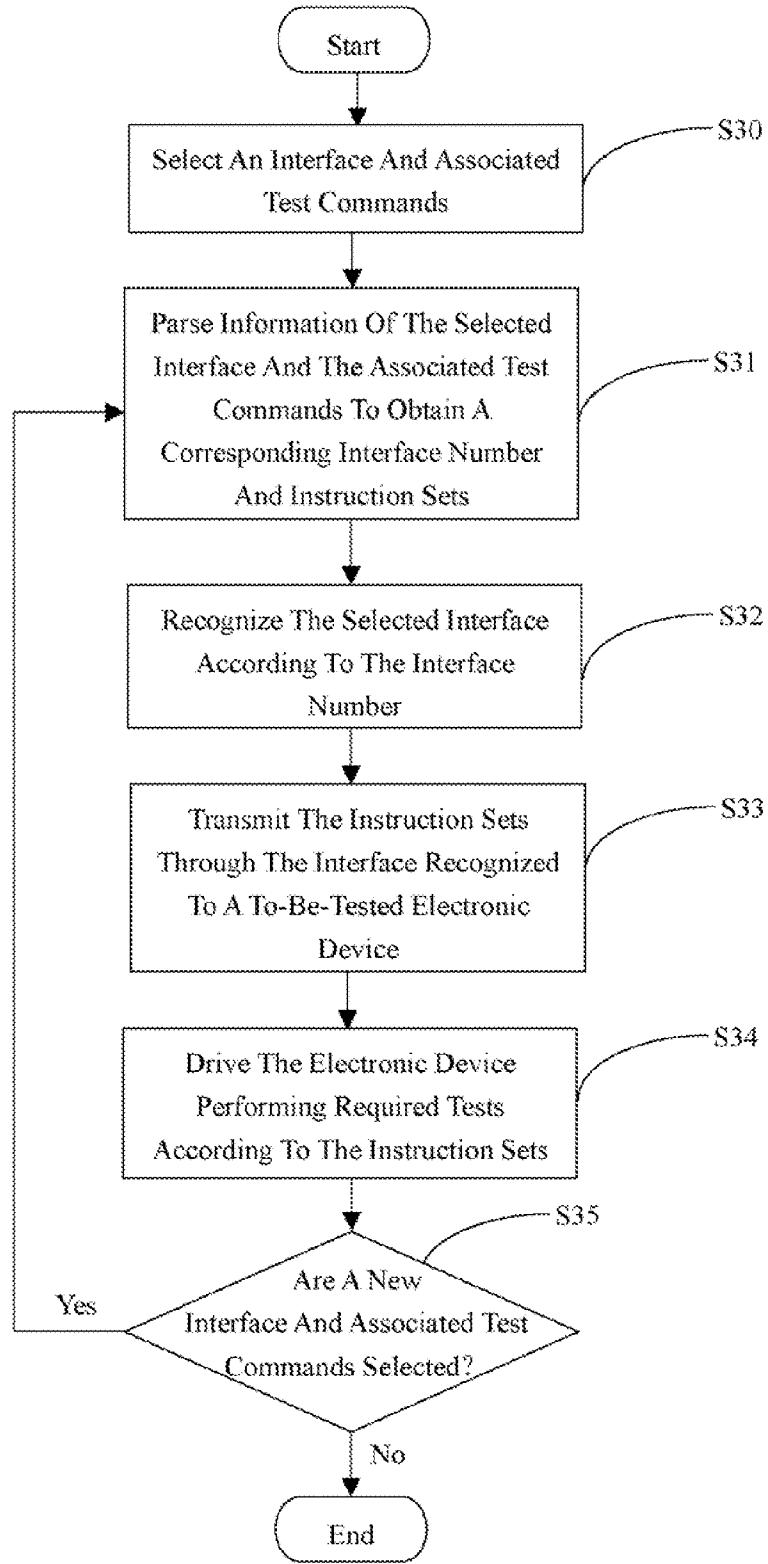 Start
S30
Select An Interface And Associated
Test Commands
Parse Information Of The Selected
Interface And The Associated Test
Commands To Obtain A
Corresponding Interface Number
And Instruction Sets
S31
Recognize The Selected Interface
According To The Interface
Number
S32
Transmit The Instruction Sets
Through The Interface Recognized
To A To-Be-Tested Electronic
Device
S33
Drive The Electronic Device
Performing Required Tests
According To The Instruction Sets
S34
S35
Are A New
Interface And Associated Test
Commands Selected?
Yes
No
End